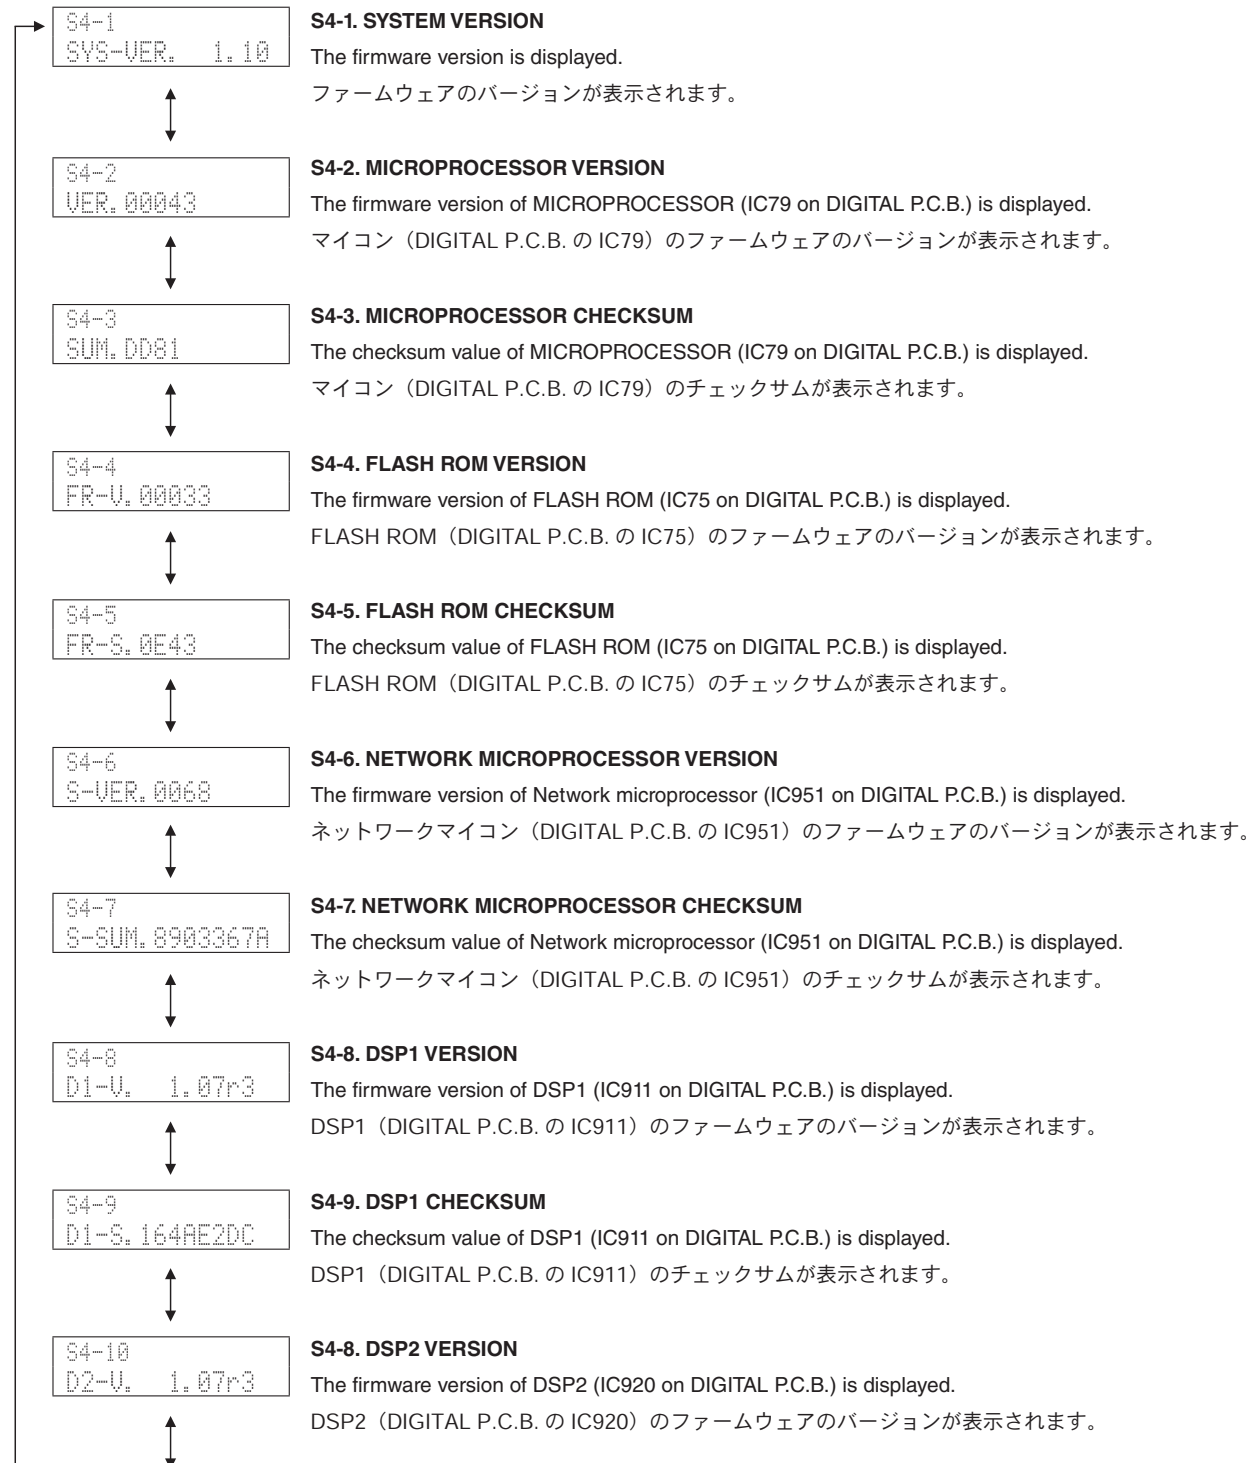 S4-1
SYS-VER. 1.10
S4-1. SYSTEM VERSION
The firmware version is displayed.
ファームウェアのバージョンが表示されます。
S4-2
VER.00043
S4-2. MICROPROCESSOR VERSION
The firmware version of MICROPROCESSOR (IC79 on DIGITAL P.C.B.) is displayed.
マイコン（DIGITAL P.C.B. の IC79）のファームウェアのバージョンが表示されます。
S4-3
SUM.DD81
S4-3. MICROPROCESSOR CHECKSUM
The checksum value of MICROPROCESSOR (IC79 on DIGITAL P.C.B.) is displayed.
マイコン（DIGITAL P.C.B. の IC79）のチェックサムが表示されます。
S4-4
FR-V.00033
S4-4. FLASH ROM VERSION
The firmware version of FLASH ROM (IC75 on DIGITAL P.C.B.) is displayed.
FLASH ROM（DIGITAL P.C.B. の IC75）のファームウェアのバージョンが表示されます。
S4-5
FR-S.0E43
S4-5. FLASH ROM CHECKSUM
The checksum value of FLASH ROM (IC75 on DIGITAL P.C.B.) is displayed.
FLASH ROM（DIGITAL P.C.B. の IC75）のチェックサムが表示されます。
S4-6
S-VER.0068
S4-6. NETWORK MICROPROCESSOR VERSION
The firmware version of Network microprocessor (IC951 on DIGITAL P.C.B.) is displayed.
ネットワークマイコン（DIGITAL P.C.B. の IC951）のファームウェアのバージョンが表示されます。
S4-7
S-SUM.8903367A
S4-7. NETWORK MICROPROCESSOR CHECKSUM
The checksum value of Network microprocessor (IC951 on DIGITAL P.C.B.) is displayed.
ネットワークマイコン（DIGITAL P.C.B. の IC951）のチェックサムが表示されます。
S4-8
D1-V. 1.07r3
S4-8. DSP1 VERSION
The firmware version of DSP1 (IC911 on DIGITAL P.C.B.) is displayed.
DSP1（DIGITAL P.C.B. の IC911）のファームウェアのバージョンが表示されます。
S4-9
D1-S.164AE2DC
S4-9. DSP1 CHECKSUM
The checksum value of DSP1 (IC911 on DIGITAL P.C.B.) is displayed.
DSP1（DIGITAL P.C.B. の IC911）のチェックサムが表示されます。
S4-10
D2-V. 1.07r3
S4-8. DSP2 VERSION
The firmware version of DSP2 (IC920 on DIGITAL P.C.B.) is displayed.
DSP2（DIGITAL P.C.B. の IC920）のファームウェアのバージョンが表示されます。